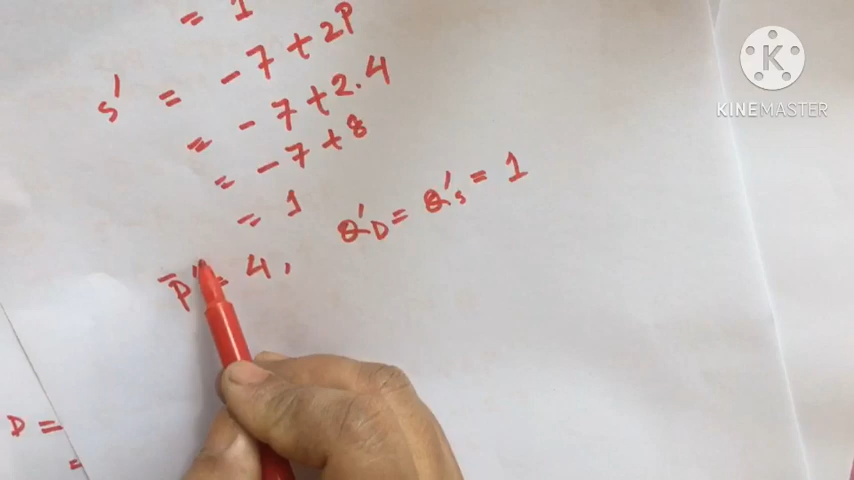 = 1
s' = -7 + 2P
= -7 + 2.4
= -7 + 8
= 1
P̄' = 4, Q'D = Q's = 1
D =
=
K
KINEMASTER